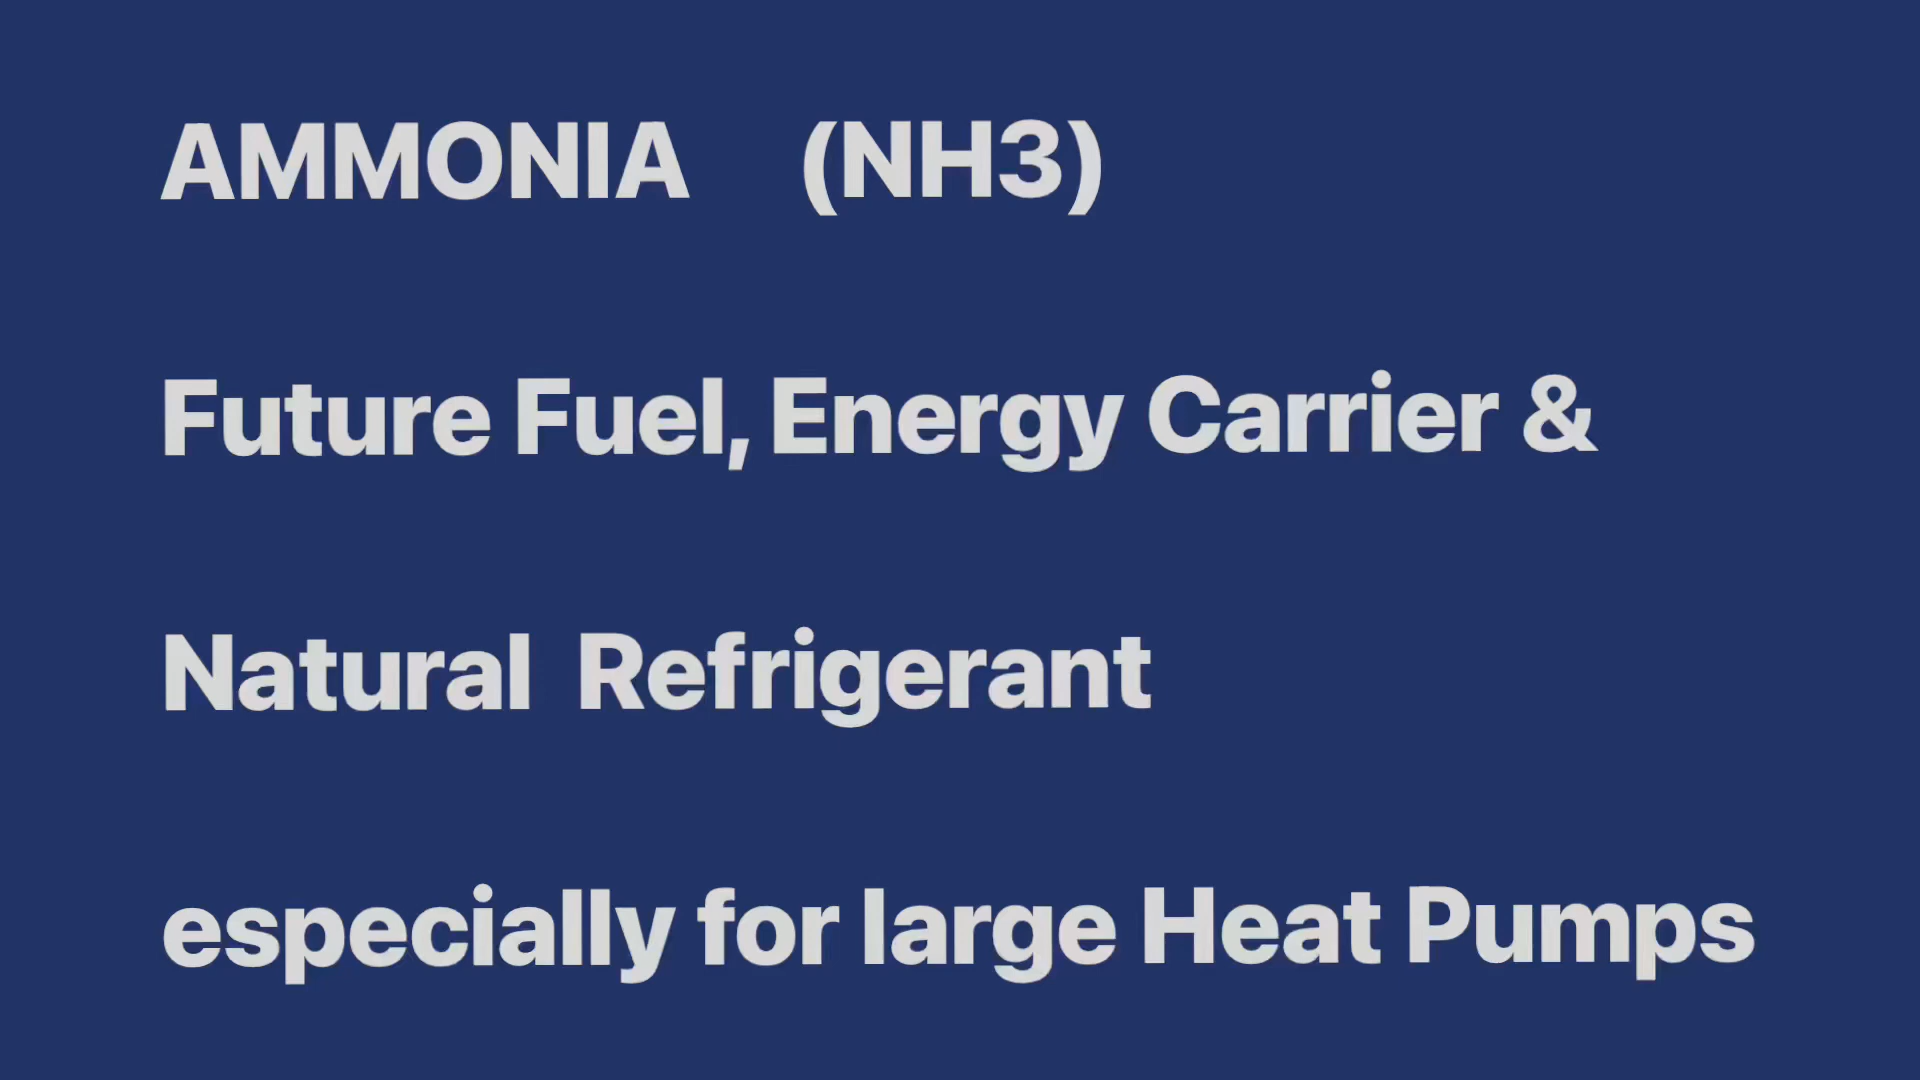 AMMONIA (NH3)
Future Fuel, Energy Carrier &
Natural Refrigerant
especially for large Heat Pumps